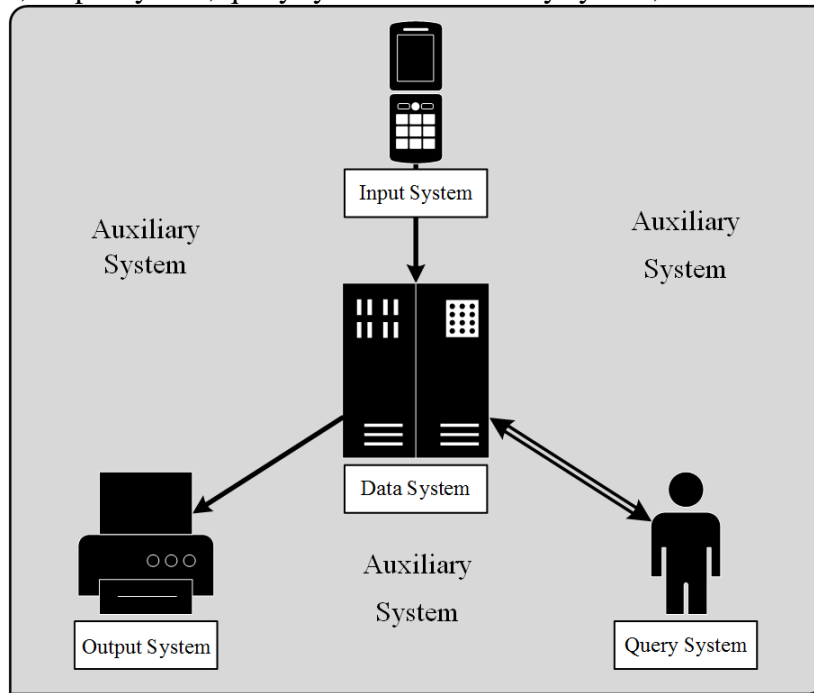 Input System
Auxiliary
System
Auxiliary
System
Data System
Auxiliary
System
Output System
Query System